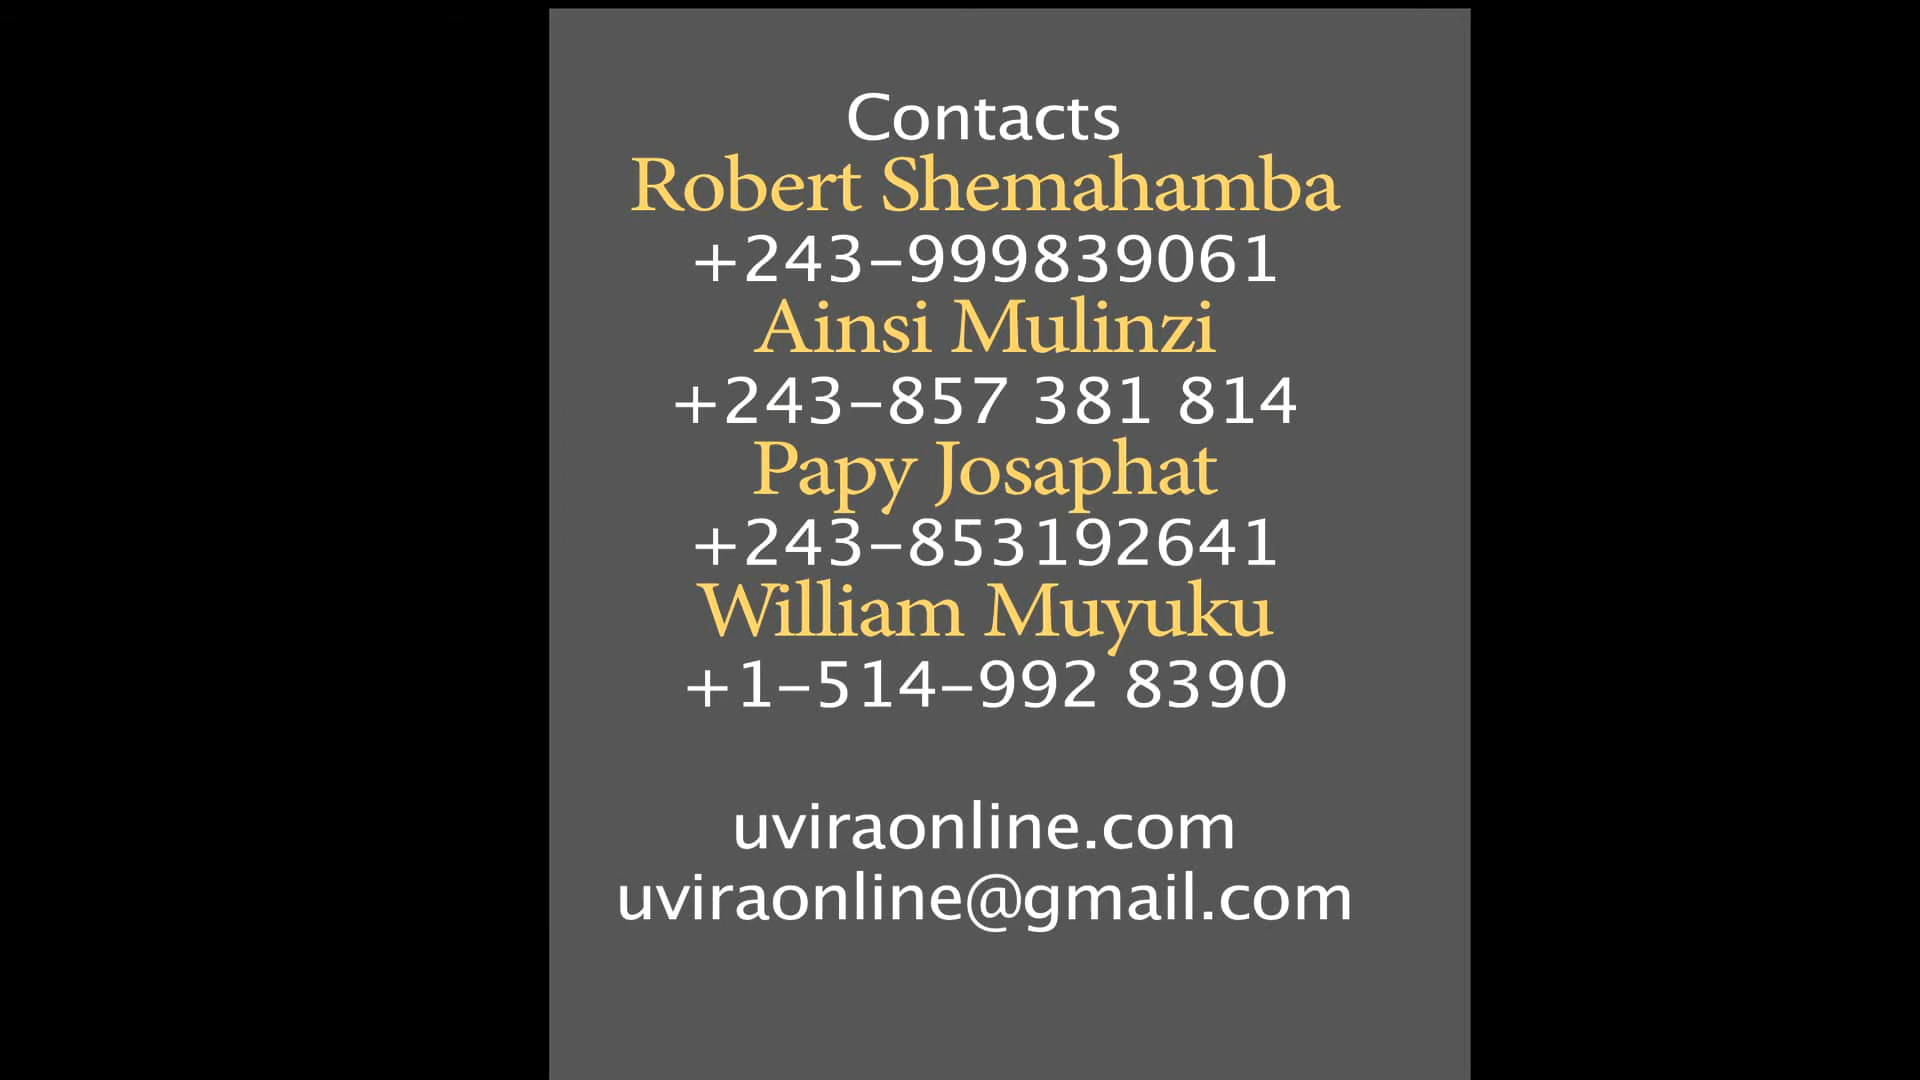 Contacts
Robert Shemahamba
+243-999839061
Ainsi Mulinzi
+243-857 381 814
Papy Josaphat
+243-853192641
William Muyuku
+1-514-992 8390
uviraonline.com
uviraonline@gmail.com